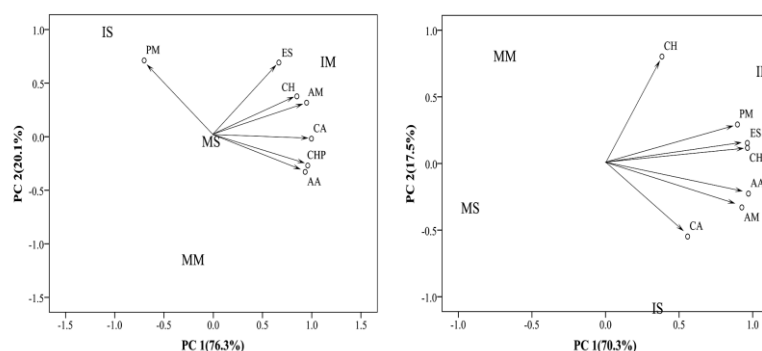 IS
PM
ES
IM
CH
AM
MS
CA
CHP
AA
MM
1.0
0.5
0.0
-0.5
-1.0
-1.5
PC 2(20.1%)
-1.5
-1.0
-0.5
0.0
0.5
1.0
1.5
PC 1(76.3%)
CH
MM
PM
ES
CH
AA
AM
MS
CA
IS
1.0
0.5
0.0
-0.5
-1.0
PC 2(17.5%)
-1.0
-0.5
0.0
0.5
1.0
PC 1(70.3%)